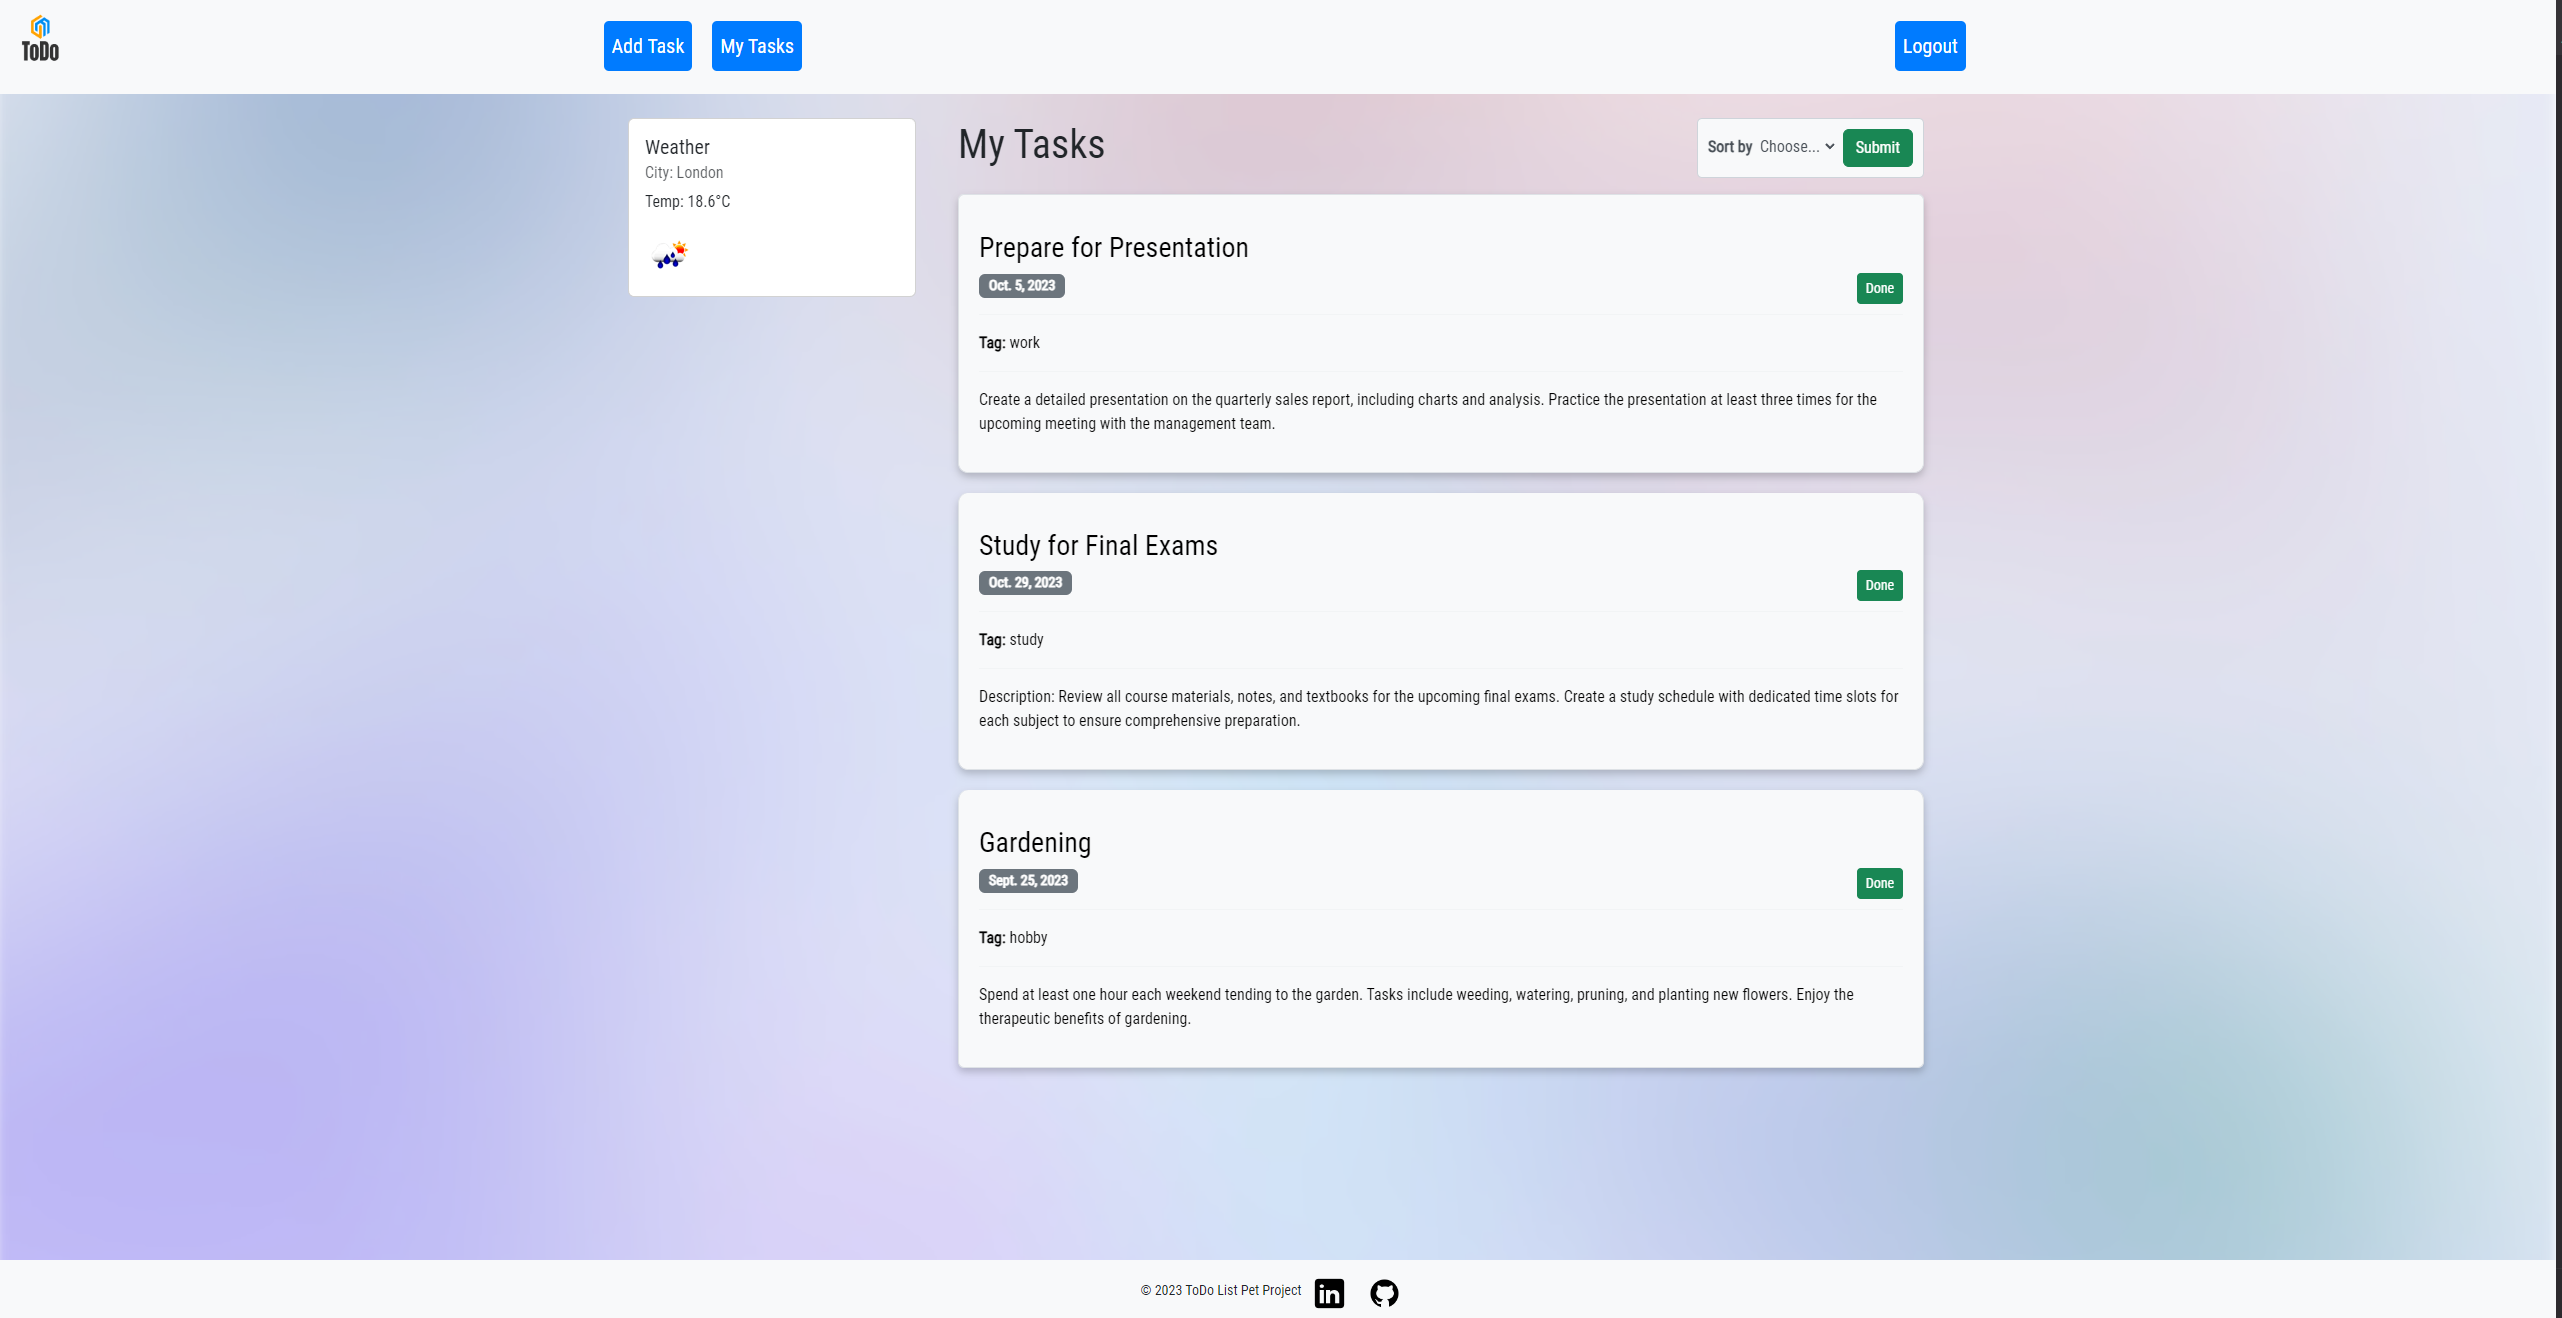 ToDo
Add Task
My Tasks
Logout
Weather
City: London
Temp: 18.6°C
My Tasks
Sort by Choose... Submit
Prepare for Presentation
Oct. 5, 2023
Done
Tag: work
Create a detailed presentation on the quarterly sales report, including charts and analysis. Practice the presentation at least three times for the
upcoming meeting with the management team.
Study for Final Exams
Oct. 29, 2023
Done
Tag: study
Description: Review all course materials, notes, and textbooks for the upcoming final exams. Create a study schedule with dedicated time slots for
each subject to ensure comprehensive preparation.
Gardening
Sept. 25, 2023
Done
Tag: hobby
Spend at least one hour each weekend tending to the garden. Tasks include weeding, watering, pruning, and planting new flowers. Enjoy the
therapeutic benefits of gardening.
© 2023 ToDo List Pet Project
in